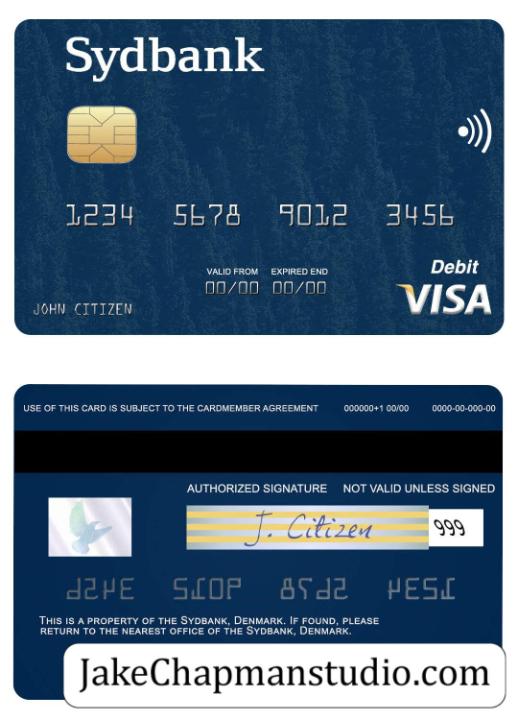 Sydbank
1234 5678 9012 3456
VALID FROM EXPIRED END
00/00 00/00
Debit
JOHN CITIZEN
VISA
USE OF THIS CARD IS SUBJECT TO THE CARDMEMBER AGREEMENT 000000+1 00/00 0000-00-000-00
AUTHORIZED SIGNATURE NOT VALID UNLESS SIGNED
J. Citizen 999
THIS IS A PROPERTY OF THE SYDBANK, DENMARK. IF FOUND, PLEASE
RETURN TO THE NEAREST OFFICE OF THE SYDBANK, DENMARK.
JakeChapmanstudio.com